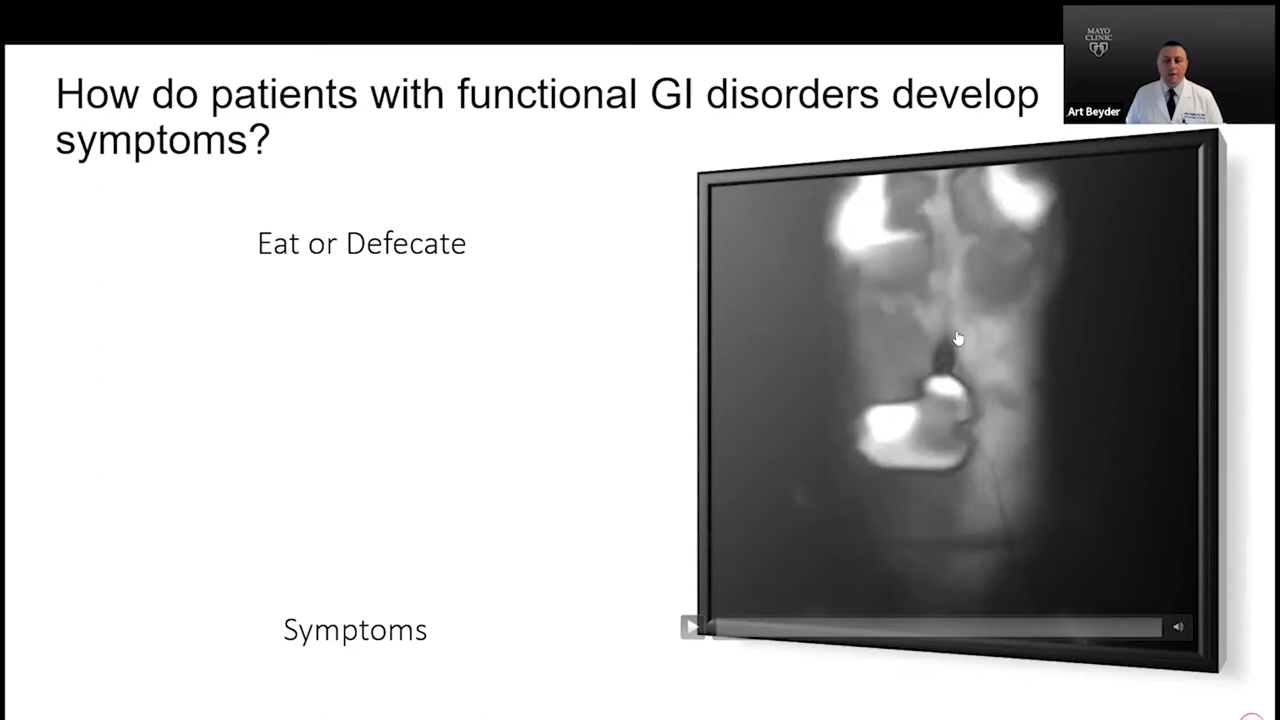 How do patients with functional GI disorders develop
symptoms?
MAYO
CLINIC
Art Beyder
Eat or Defecate
Symptoms